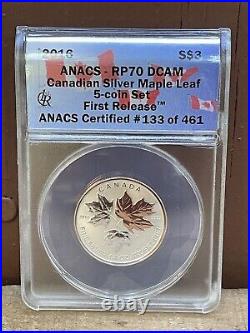 2016 S$3
ANACS - RP70 DCAM
Canadian Silver Maple Leaf
5-coin Set
First Release™
ANACS Certified #133 of 461
CANADA